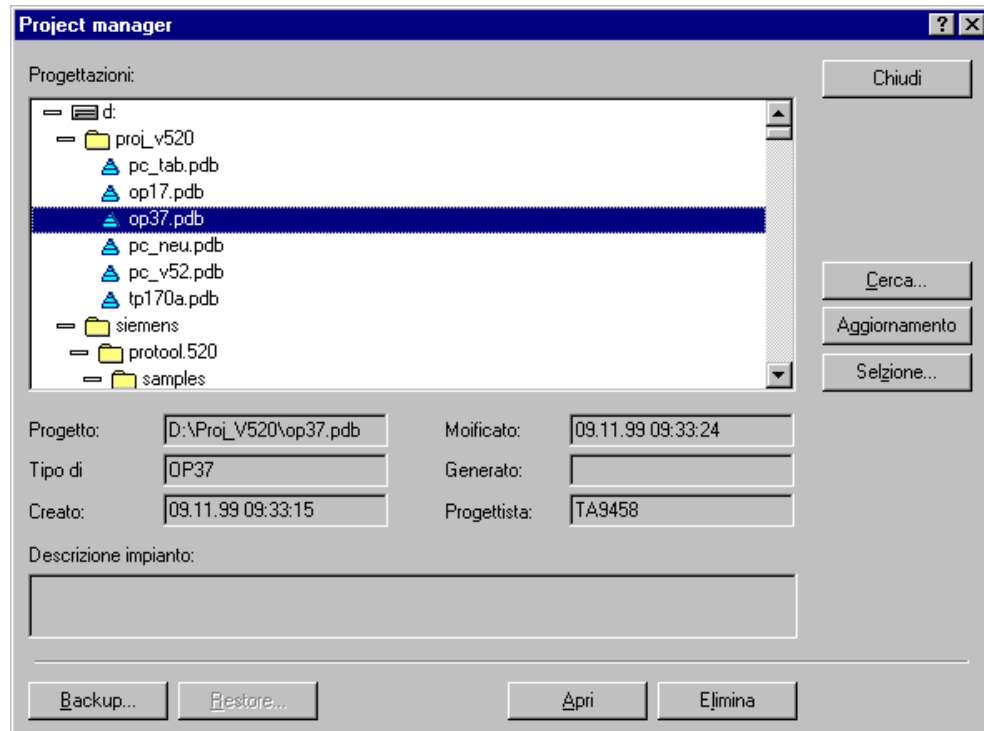 Project manager
Progettazioni:
Chiudi
d:
proj_v520
pc_tab.pdb
op17.pdb
op37.pdb
pc_neu.pdb
pc_v52.pdb
tp170a.pdb
siemens
protool.520
samples
Cerca...
Aggiornamento
Selzione...
Progetto: D:\Proj_V520\op37.pdb Moificato: 09.11.99 09:33:24
Tipo di OP37 Generato:
Creato: 09.11.99 09:33:15 Progettista: TA9458
Descrizione impianto:
Backup... Restore... Apri Elimina